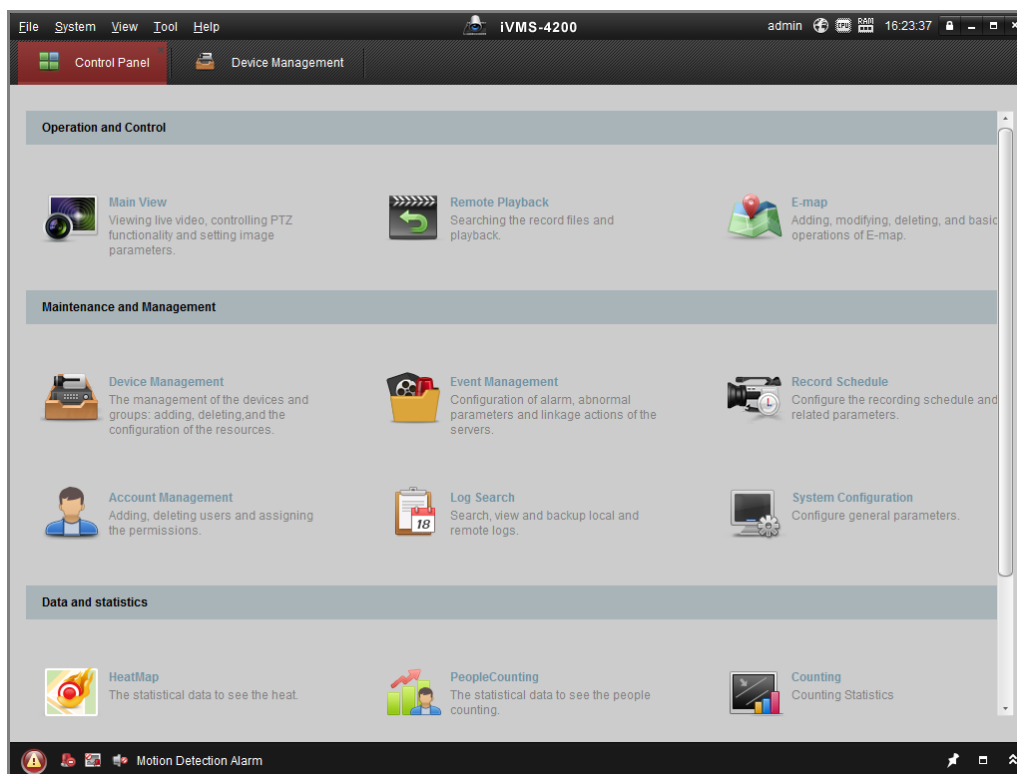 File System View Tool Help iVMS-4200 admin CPU RAM 16:23:37
Control Panel Device Management
Operation and Control
Main View
Viewing live video, controlling PTZ
functionality and setting image
parameters.
Remote Playback
Searching the record files and
playback.
E-map
Adding, modifying, deleting, and basic
operations of E-map.
Maintenance and Management
Device Management
The management of the devices and
groups: adding, deleting,and the
configuration of the resources.
Event Management
Configuration of alarm, abnormal
parameters and linkage actions of the
servers.
Record Schedule
Configure the recording schedule and
related parameters.
Account Management
Adding, deleting users and assigning
the permissions.
Log Search
Search, view and backup local and
remote logs.
18
System Configuration
Configure general parameters.
Data and statistics
HeatMap
The statistical data to see the heat.
PeopleCounting
The statistical data to see the people
counting.
Counting
Counting Statistics
Motion Detection Alarm